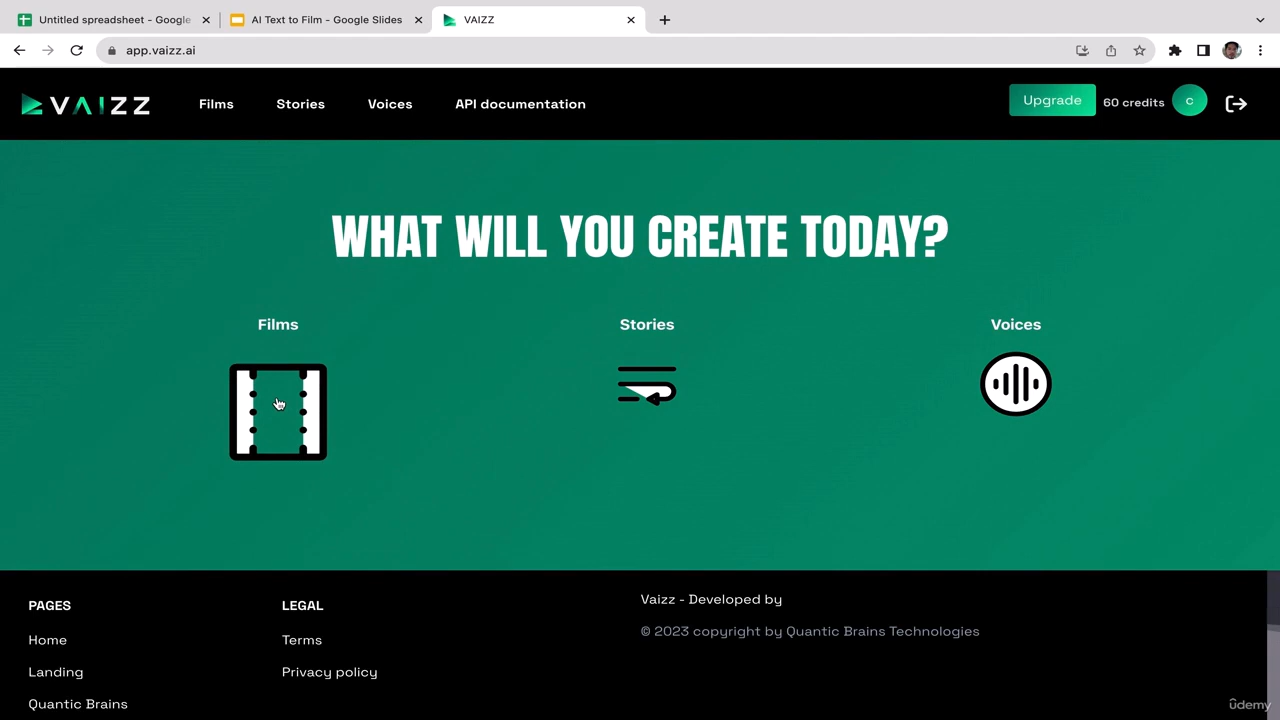 Untitled spreadsheet - Google
AI Text to Film - Google Slides
VAIZZ
app.vaizz.ai
VAIZZ
Films
Stories
Voices
API documentation
Upgrade
60 credits
c
WHAT WILL YOU CREATE TODAY?
Films
Stories
Voices
PAGES
LEGAL
Vaizz - Developed by
© 2023 copyright by Quantic Brains Technologies
Home
Terms
Landing
Privacy policy
Quantic Brains
ûdemy